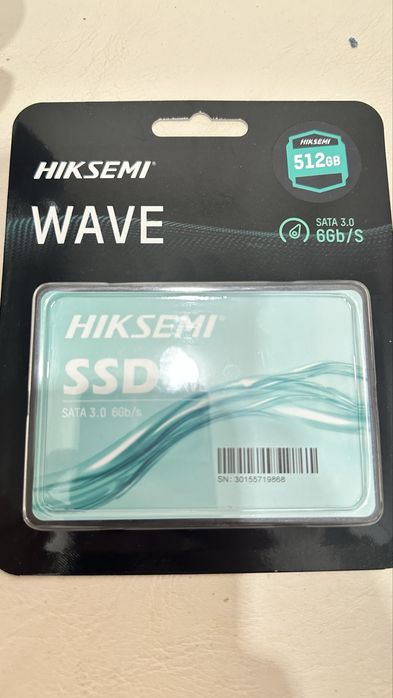 HIKSEMI
512GB
HIKSEMI®
WAVE
SATA 3.0
6Gb/S
HIKSEMI®
SSD
SATA 3.0 6Gb/s
SN: 30155719868